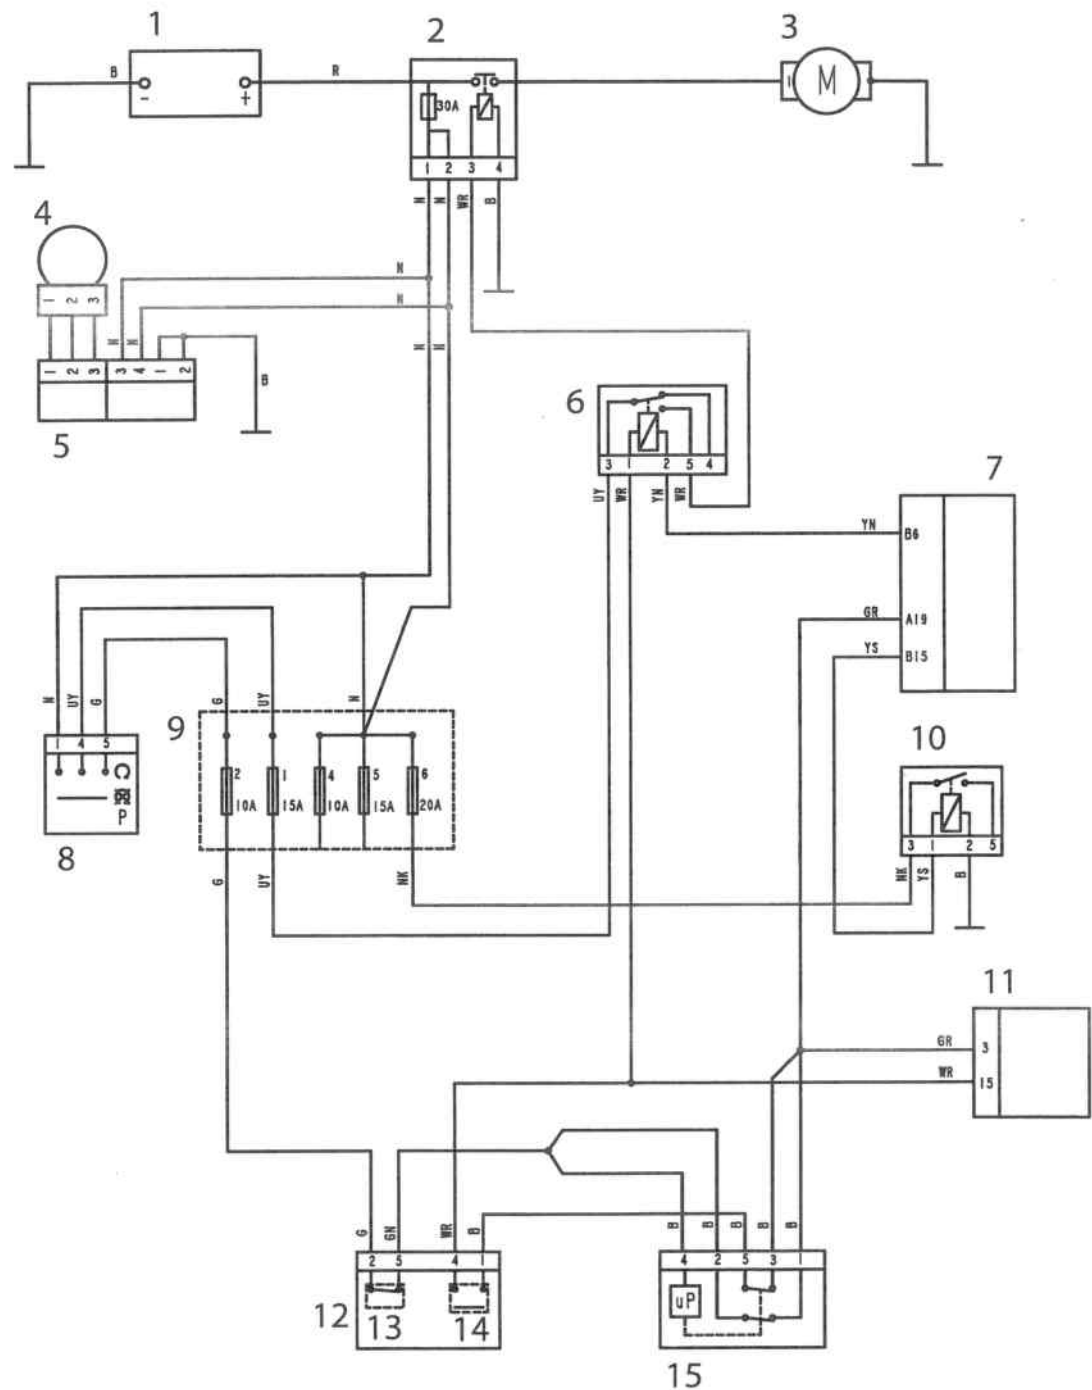 1
2
3
B
R
-
+
30A
1
M
1 2 3 4
N N WR B
4
N
1 2 3
N
N N
N N
B
1 2 3 3 4 1 2
5
6
3 1 2 5 4
7
UY WR YN WR
YN
B6
GR
A19
YS
B15
N UY G
G UY N
9
10
1 4 5
2 1 4 5 6
10A 15A 10A 15A 20A
P
8
3 1 2 5
G UY NK
NK YS B
11
GR
3
WR
15
G GN WR B
B B B B B
2 5 4 1
4 2 5 3 1
12
13
14
uP
15